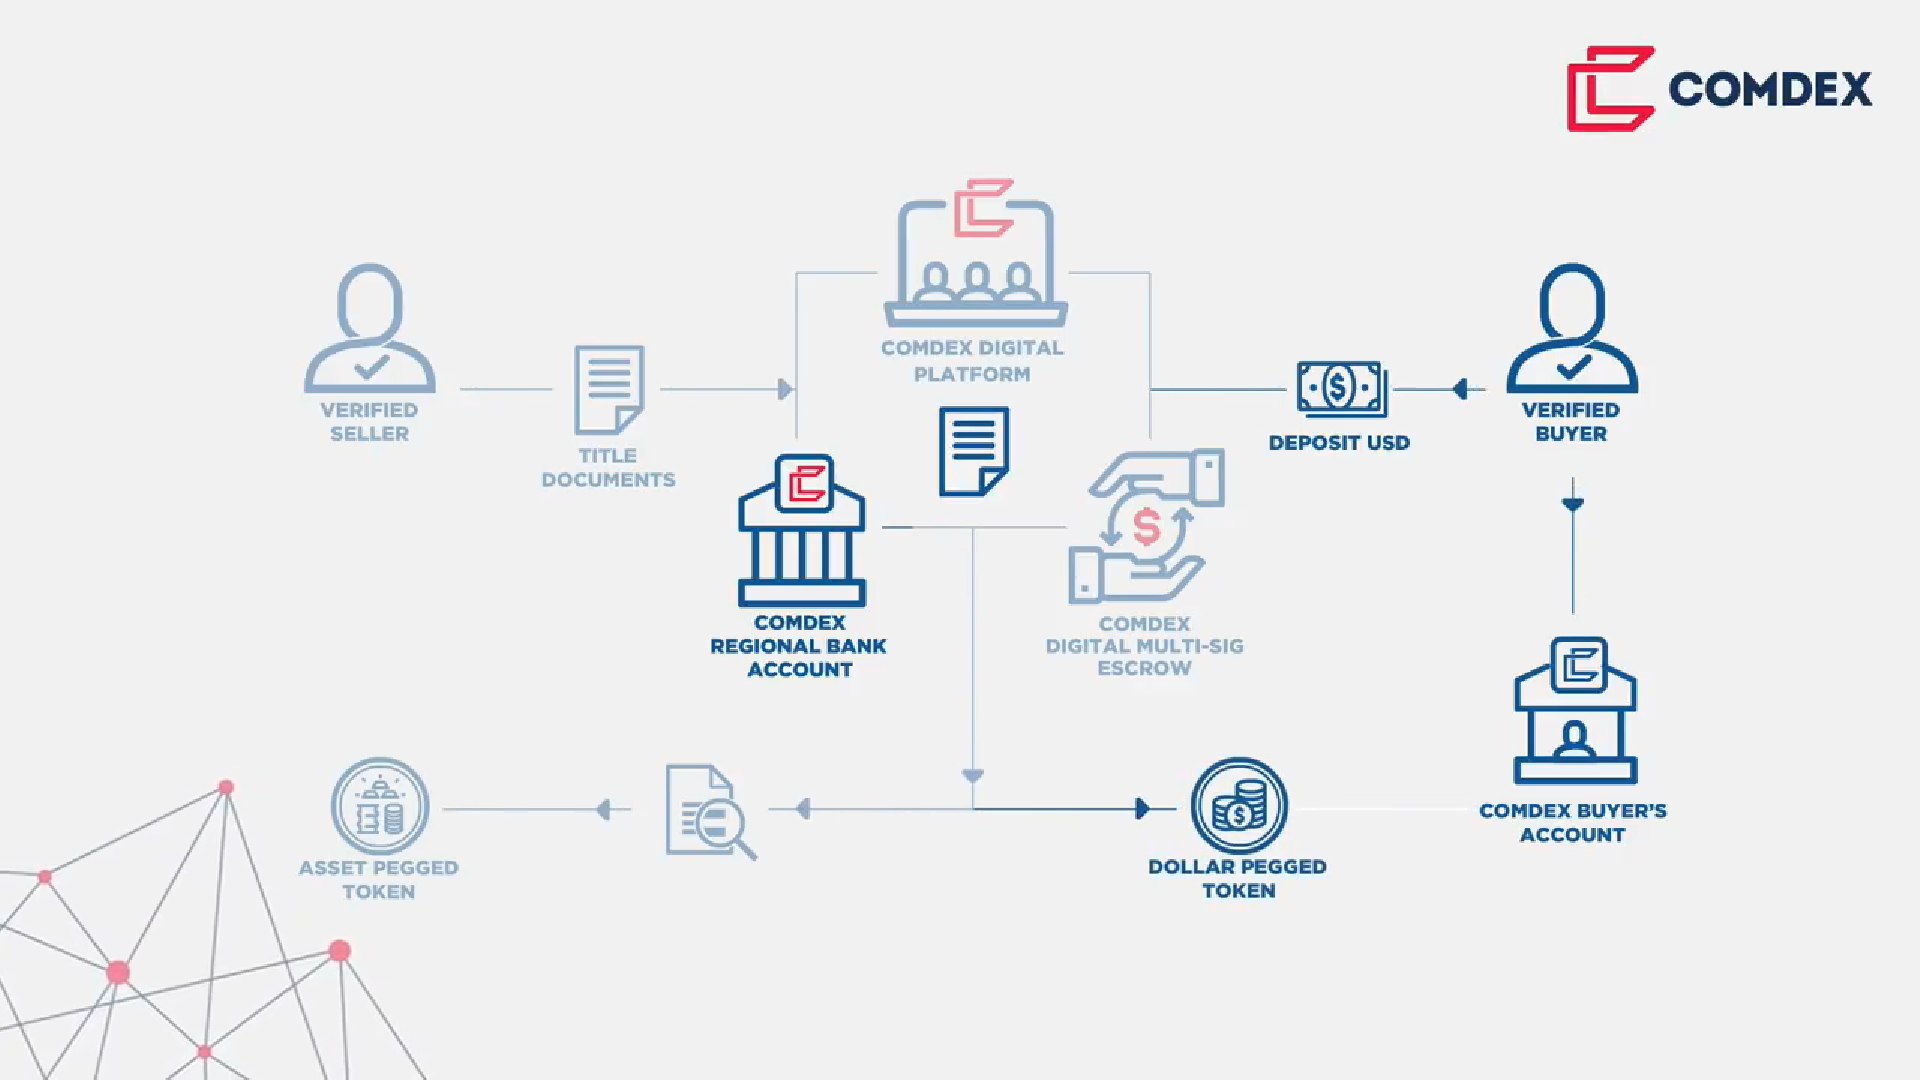 COMDEX
COMDEX DIGITAL
PLATFORM
VERIFIED
SELLER
TITLE
DOCUMENTS
DEPOSIT USD
VERIFIED
BUYER
$
$
COMDEX
REGIONAL BANK
ACCOUNT
COMDEX
DIGITAL MULTI-SIG
ESCROW
ASSET PEGGED
TOKEN
$
DOLLAR PEGGED
TOKEN
COMDEX BUYER'S
ACCOUNT